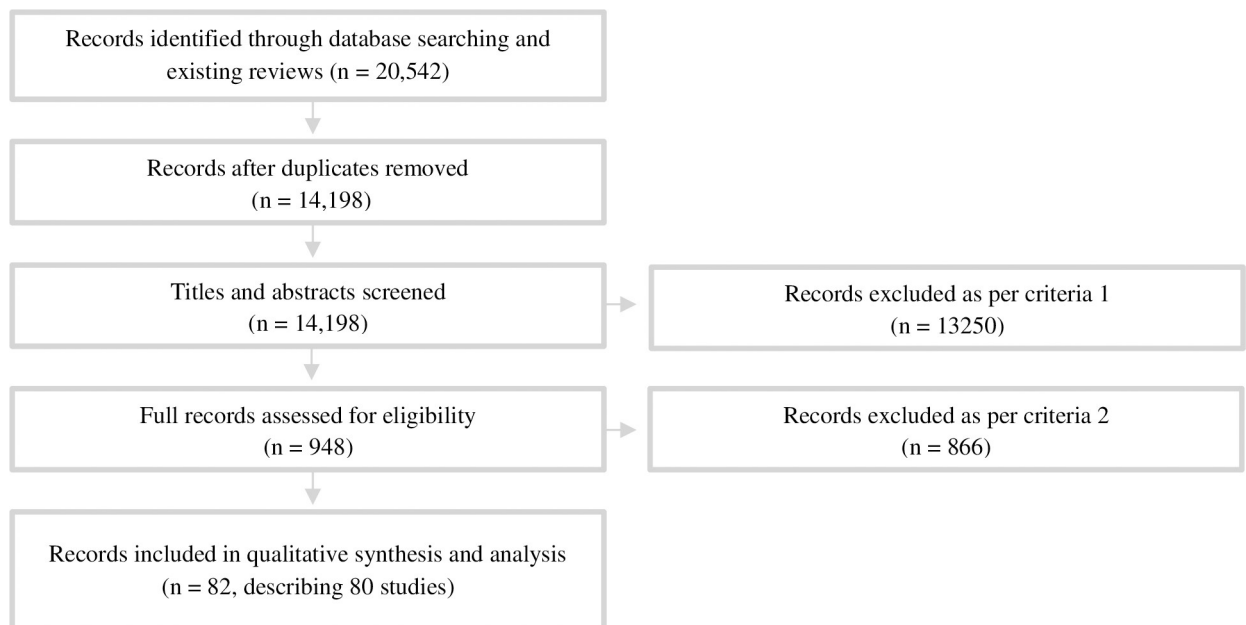 Records identified through database searching and
existing reviews (n = 20,542)
Records after duplicates removed
(n = 14,198)
Titles and abstracts screened
(n = 14,198)
Records excluded as per criteria 1
(n = 13250)
Full records assessed for eligibility
(n = 948)
Records excluded as per criteria 2
(n = 866)
Records included in qualitative synthesis and analysis
(n = 82, describing 80 studies)